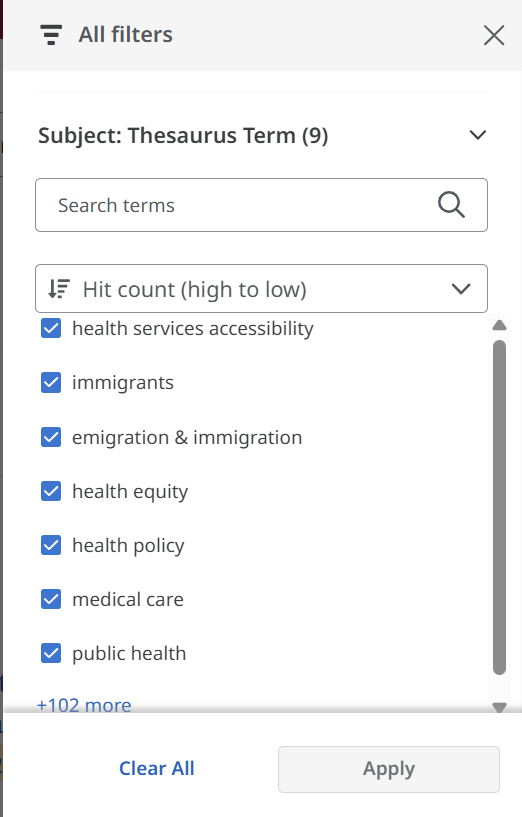 All filters
Subject: Thesaurus Term (9)
Search terms
Hit count (high to low)
health services accessibility
immigrants
emigration & immigration
health equity
health policy
medical care
public health
+102 more
Clear All
Apply